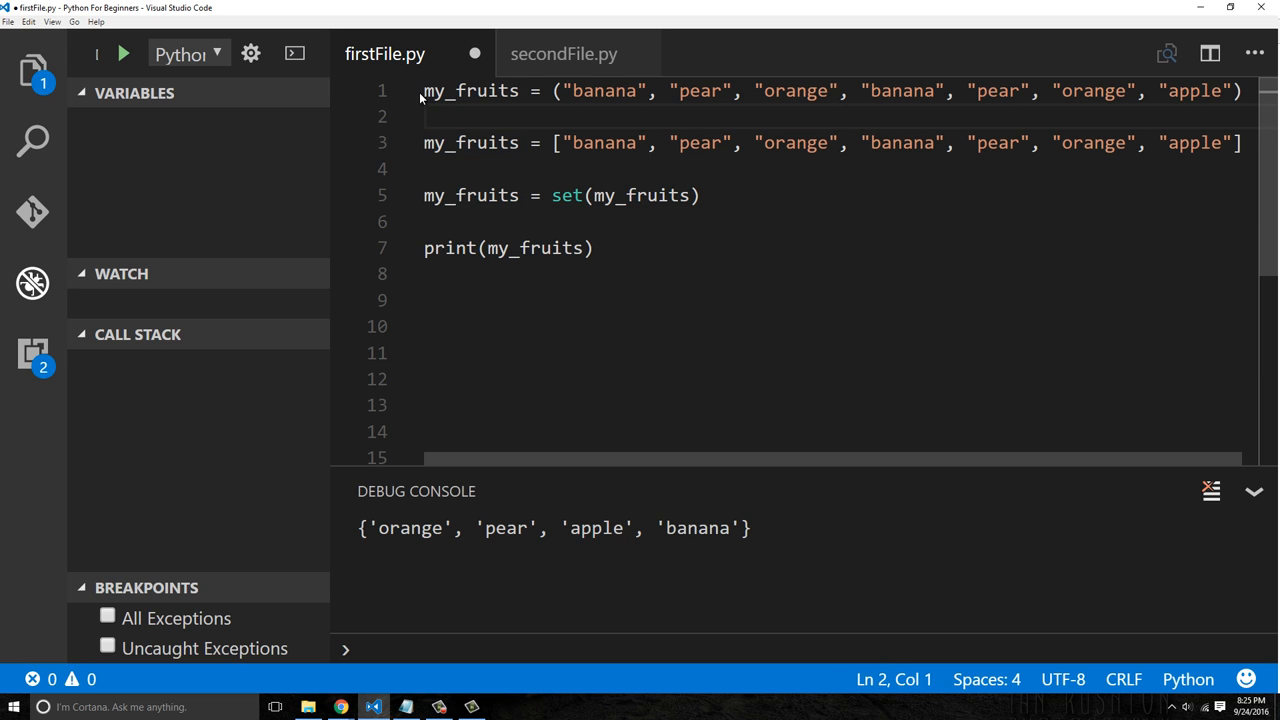 ● firstFile.py - Python For Beginners - Visual Studio Code
File Edit View Go Help
firstFile.py ● secondFile.py
VARIABLES
WATCH
CALL STACK
BREAKPOINTS
All Exceptions
Uncaught Exceptions
1
2
1 my_fruits = ("banana", "pear", "orange", "banana", "pear", "orange", "apple")
2
3 my_fruits = ["banana", "pear", "orange", "banana", "pear", "orange", "apple"]
4
5 my_fruits = set(my_fruits)
6
7 print(my_fruits)
8
9
10
11
12
13
14
15
DEBUG CONSOLE
{'orange', 'pear', 'apple', 'banana'}
0 0 Ln 2, Col 1 Spaces: 4 UTF-8 CRLF Python
I'm Cortana. Ask me anything.
8:25 PM
9/24/2016